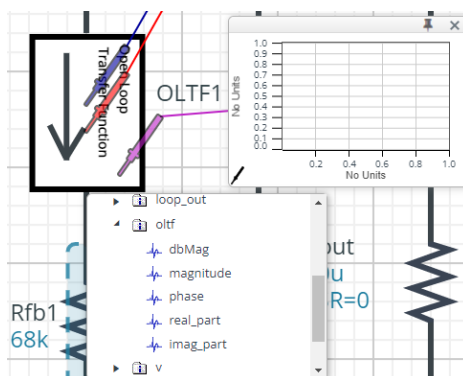 Open Loop
Transfer Function
OLTF1
No Units
1.0
0.9
0.8
0.7
0.6
0.5
0.4
0.3
0.2
0.1
0.0
0.2
0.4
0.6
0.8
1.0
No Units
loop_out
oltf
dbMag
magnitude
phase
real_part
imag_part
v
out
0u
R=0
Rfb1
68k